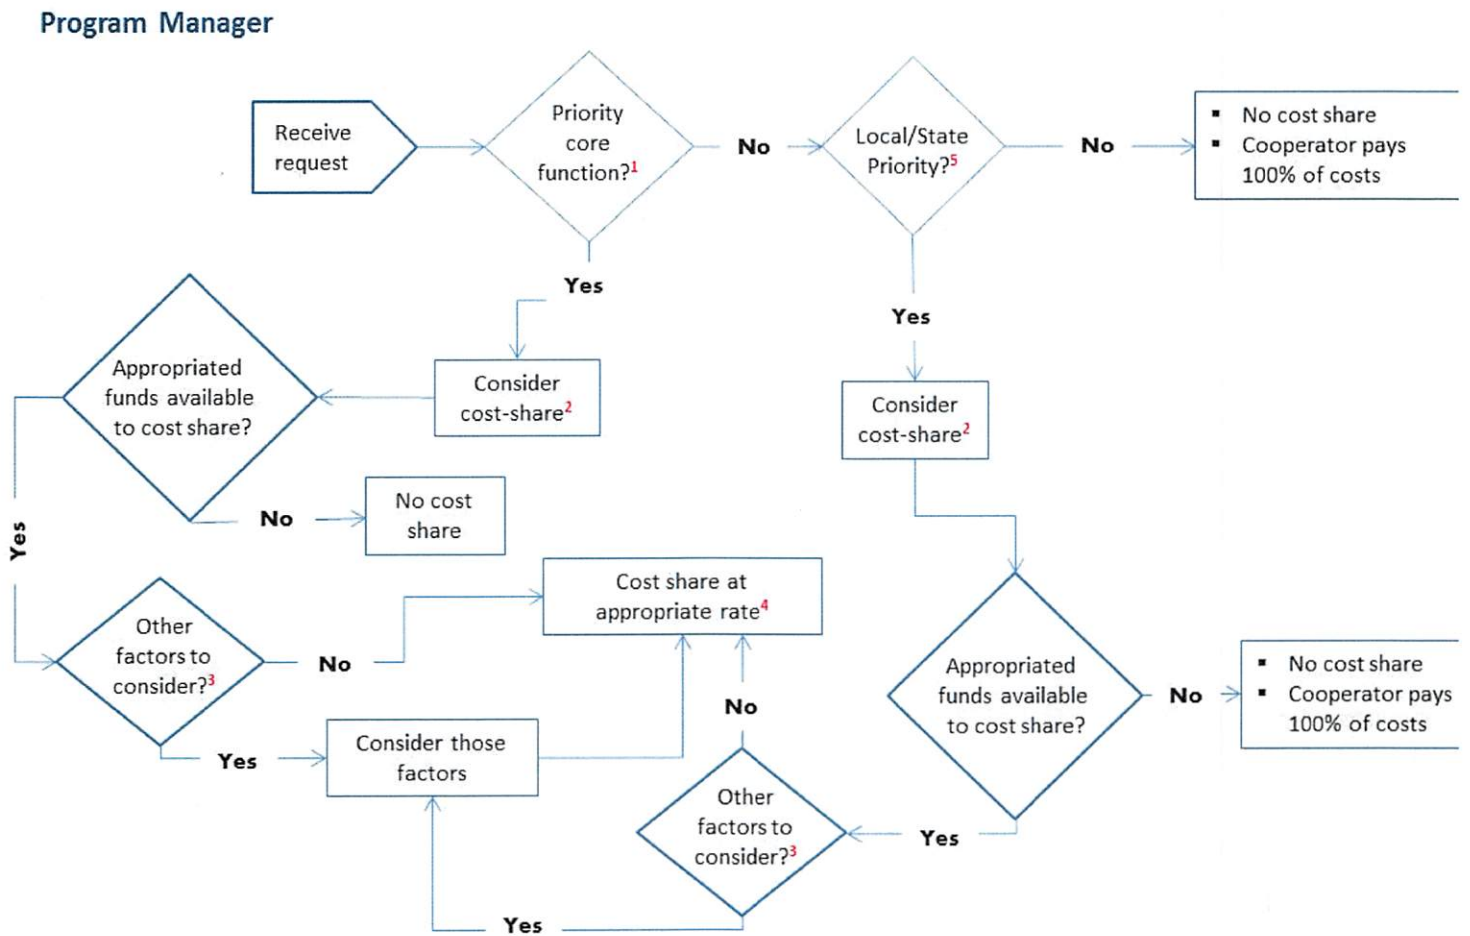 Program Manager
Receive
request
Priority
core
function?1
No
Local/State
Priority?5
No
▪ No cost share
▪ Cooperator pays
100% of costs
Yes
Yes
Appropriated
funds available
to cost share?
Consider
cost-share2
Consider
cost-share2
No
No cost
share
Yes
Cost share at
appropriate rate4
Other
factors to
consider?3
No
Appropriated
funds available
to cost share?
No
▪ No cost share
▪ Cooperator pays
100% of costs
No
Yes
Consider those
factors
Other
factors to
consider?3
Yes
Yes